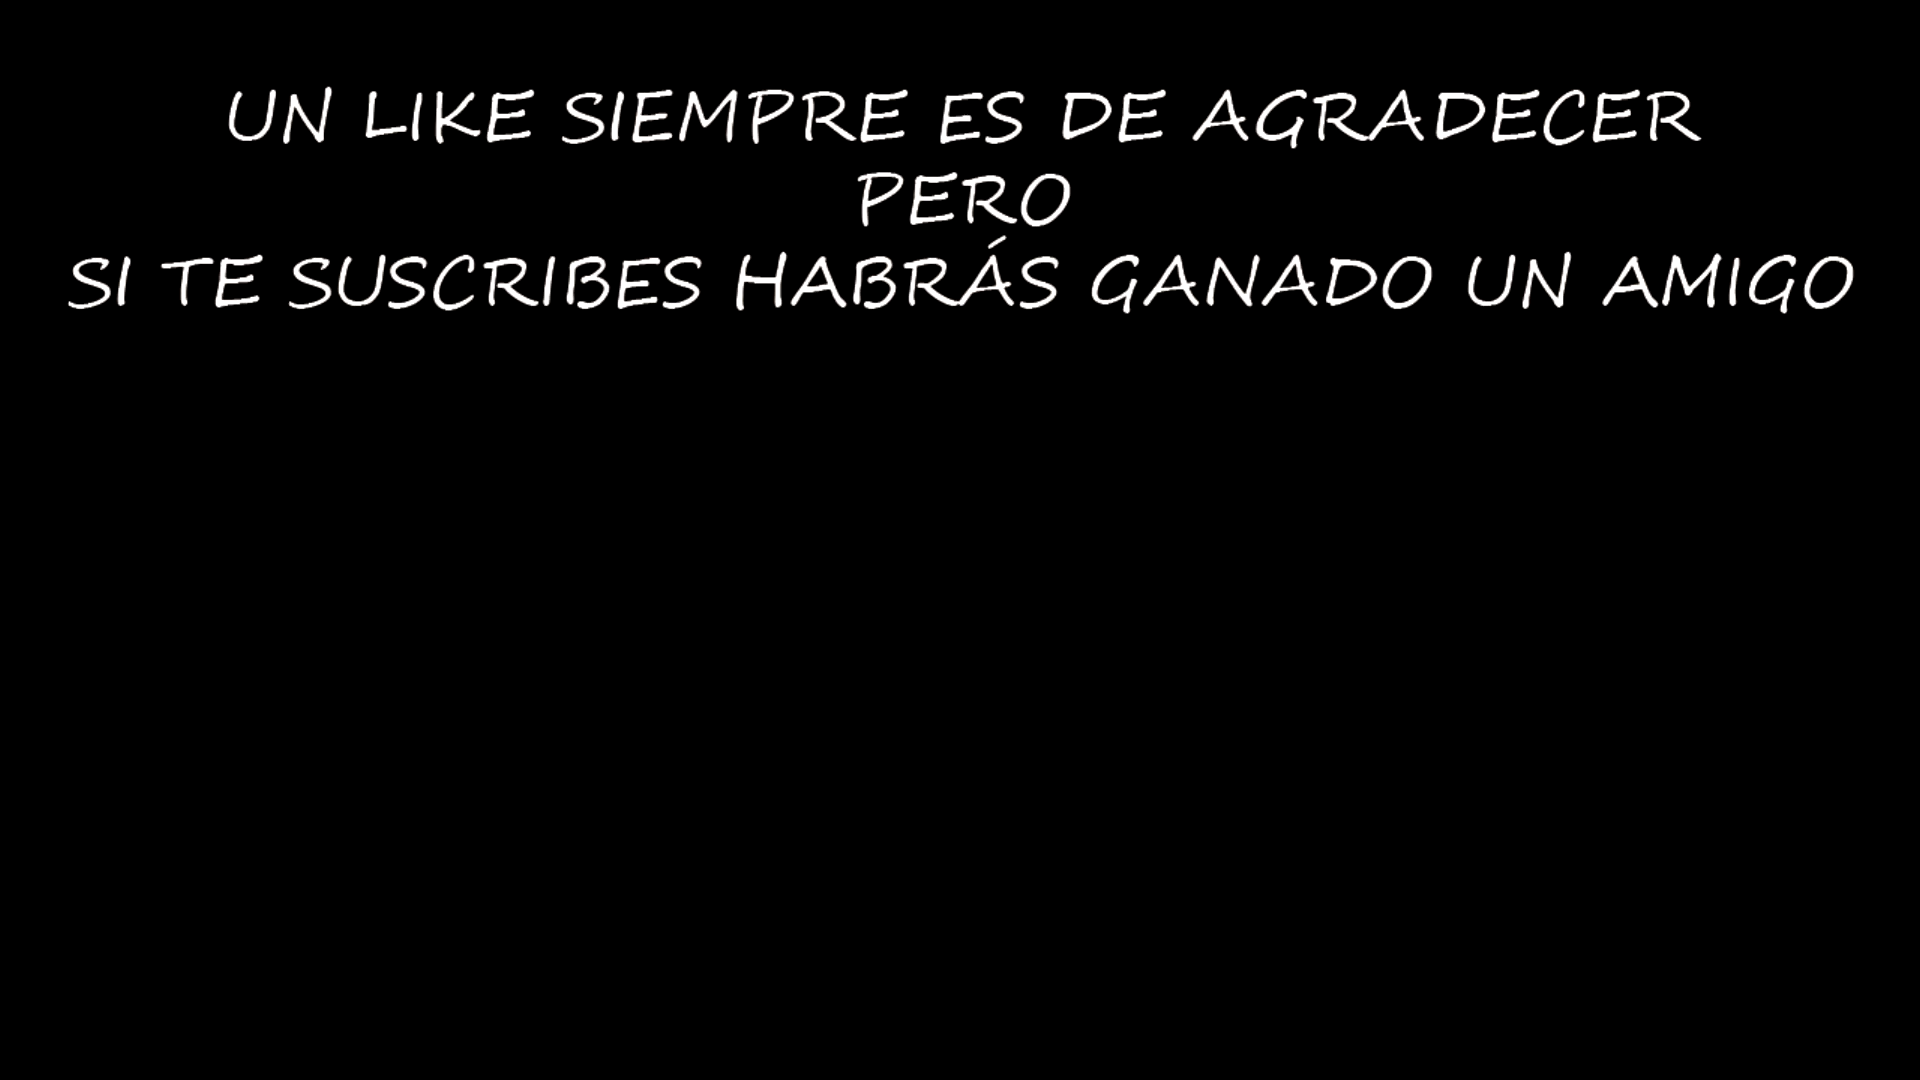 UN LIKE SIEMPRE ES DE AGRADECER
PERO
SI TE SUSCRIBES HABRÁS GANADO UN AMIGO